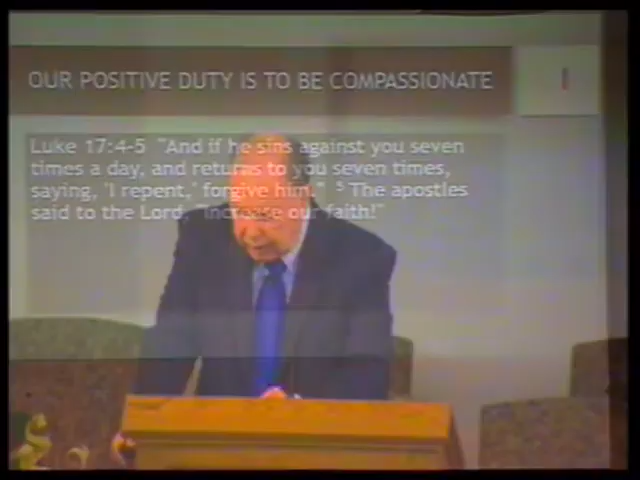 OUR POSITIVE DUTY IS TO BE COMPASSIONATE I
Luke 17:4-5 "And if he sins against you seven
times a day, and returns to you seven times,
saying, 'I repent,' forgive him." 5 The apostles
said to the Lord, "Increase our faith!"